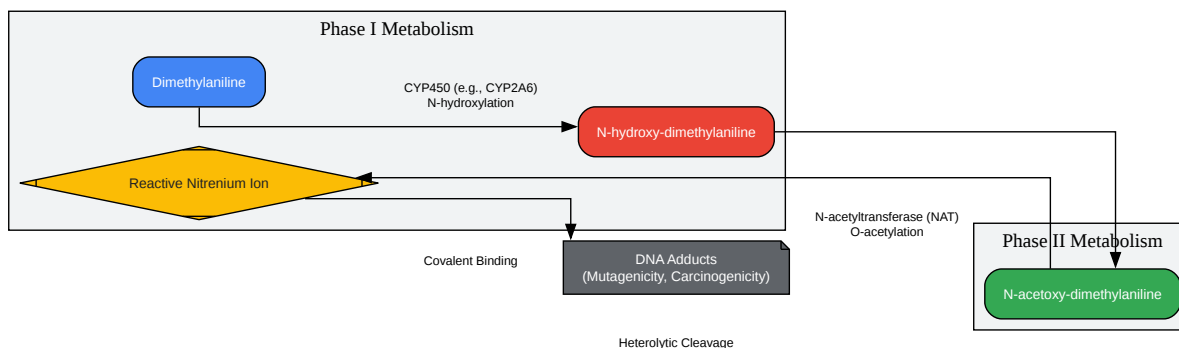 Phase I Metabolism
Dimethylaniline
CYP450 (e.g., CYP2A6)
N-hydroxylation
N-hydroxy-dimethylaniline
Reactive Nitrenium Ion
N-acetyltransferase (NAT)
O-acetylation
Phase II Metabolism
Covalent Binding
DNA Adducts
(Mutagenicity, Carcinogenicity)
N-acetoxy-dimethylaniline
Heterolytic Cleavage